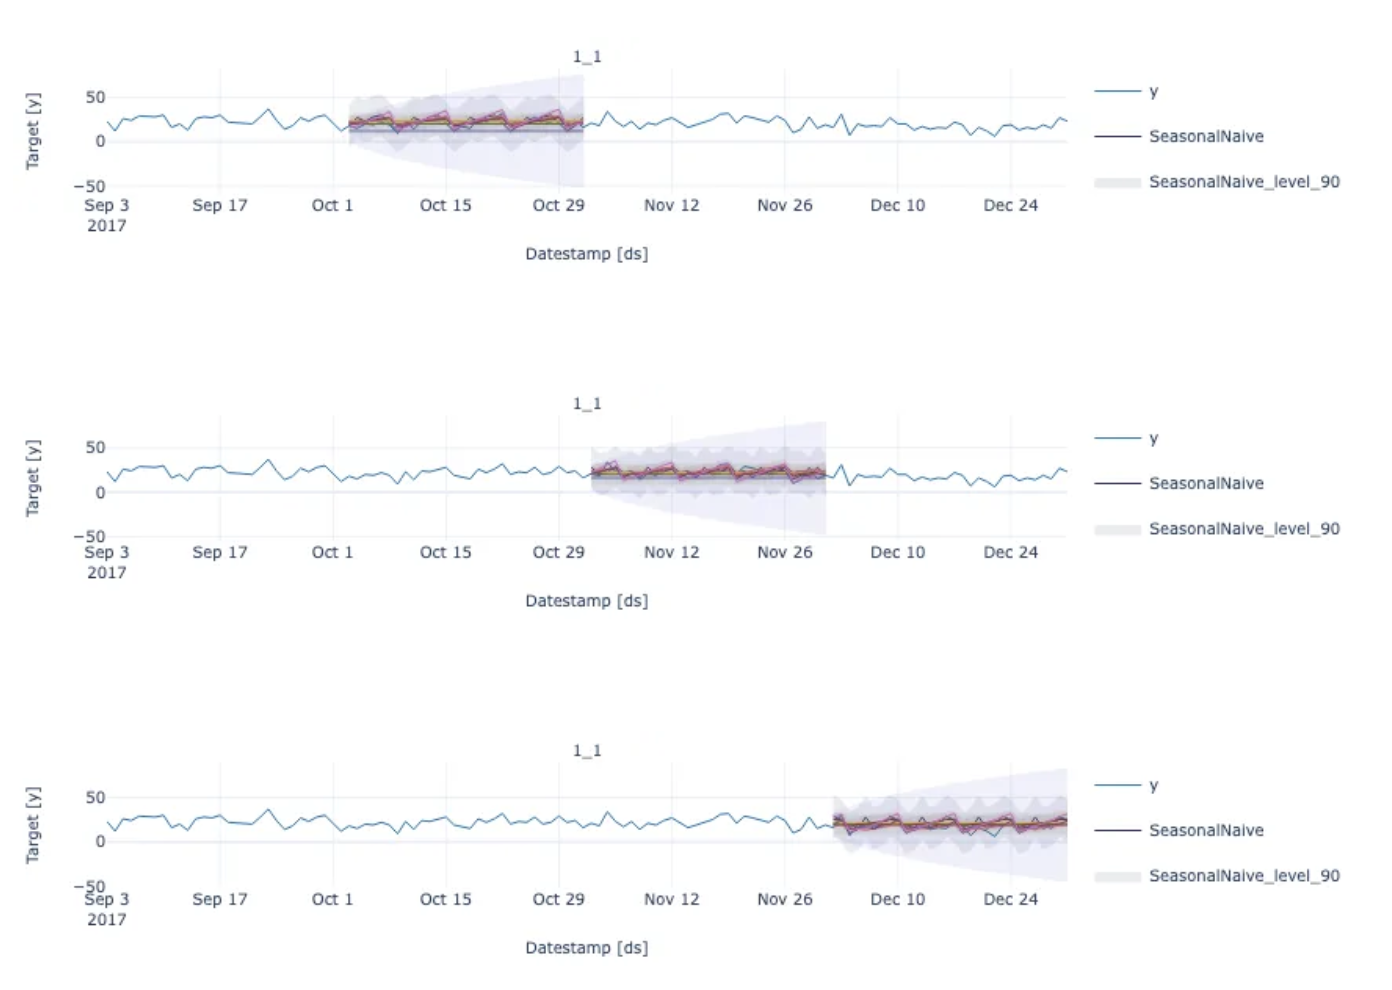 1_1
Target [y]
50
0
−50
Sep 3 Sep 17 Oct 1 Oct 15 Oct 29 Nov 12 Nov 26 Dec 10 Dec 24
2017
Datestamp [ds]
y
SeasonalNaive
SeasonalNaive_level_90
1_1
Target [y]
50
0
−50
Sep 3 Sep 17 Oct 1 Oct 15 Oct 29 Nov 12 Nov 26 Dec 10 Dec 24
2017
Datestamp [ds]
y
SeasonalNaive
SeasonalNaive_level_90
1_1
Target [y]
50
0
−50
Sep 3 Sep 17 Oct 1 Oct 15 Oct 29 Nov 12 Nov 26 Dec 10 Dec 24
2017
Datestamp [ds]
y
SeasonalNaive
SeasonalNaive_level_90